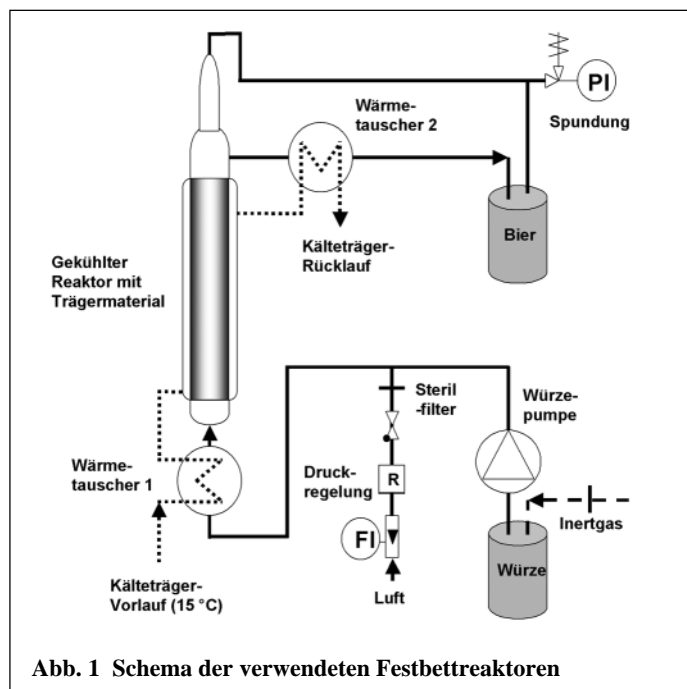 PI
Spundung
Wärme-
tauscher 2
Bier
Kälteträger-
Rücklauf
Gekühlter
Reaktor mit
Trägermaterial
Steril
-filter
Würze-
pumpe
Wärme-
tauscher 1
Druck-
regelung
R
Inertgas
FI
Würze
Luft
Kälteträger-
Vorlauf (15 °C)
Abb. 1 Schema der verwendeten Festbettreaktoren